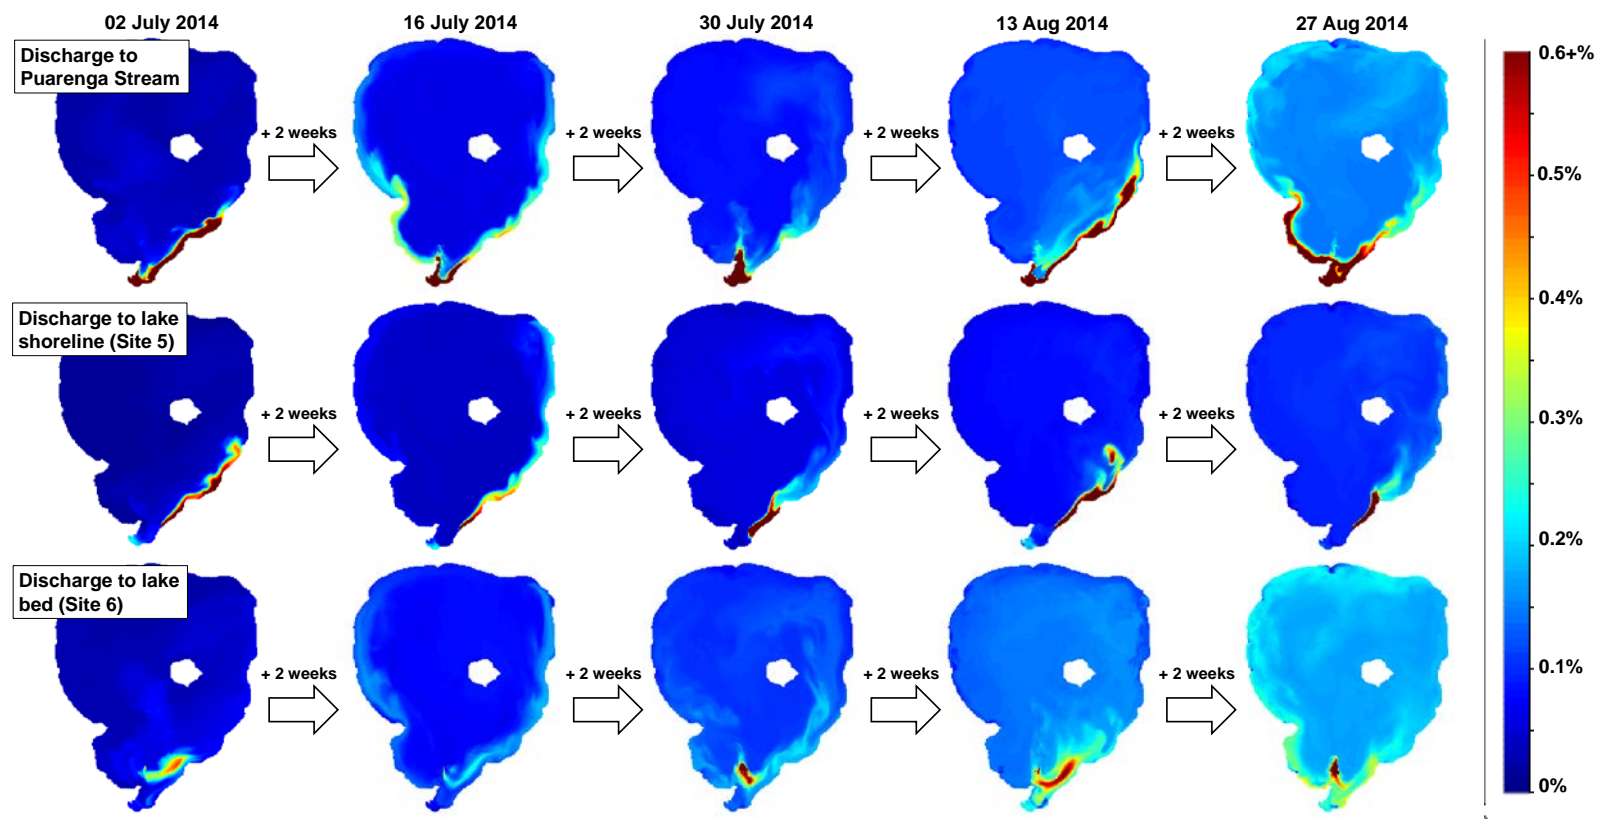 02 July 2014
16 July 2014
30 July 2014
13 Aug 2014
27 Aug 2014
Discharge to
Puarenga Stream
+ 2 weeks
+ 2 weeks
+ 2 weeks
+ 2 weeks
Discharge to lake
shoreline (Site 5)
+ 2 weeks
+ 2 weeks
+ 2 weeks
+ 2 weeks
Discharge to lake
bed (Site 6)
+ 2 weeks
+ 2 weeks
+ 2 weeks
+ 2 weeks
0.6+%
0.5%
0.4%
0.3%
0.2%
0.1%
0%